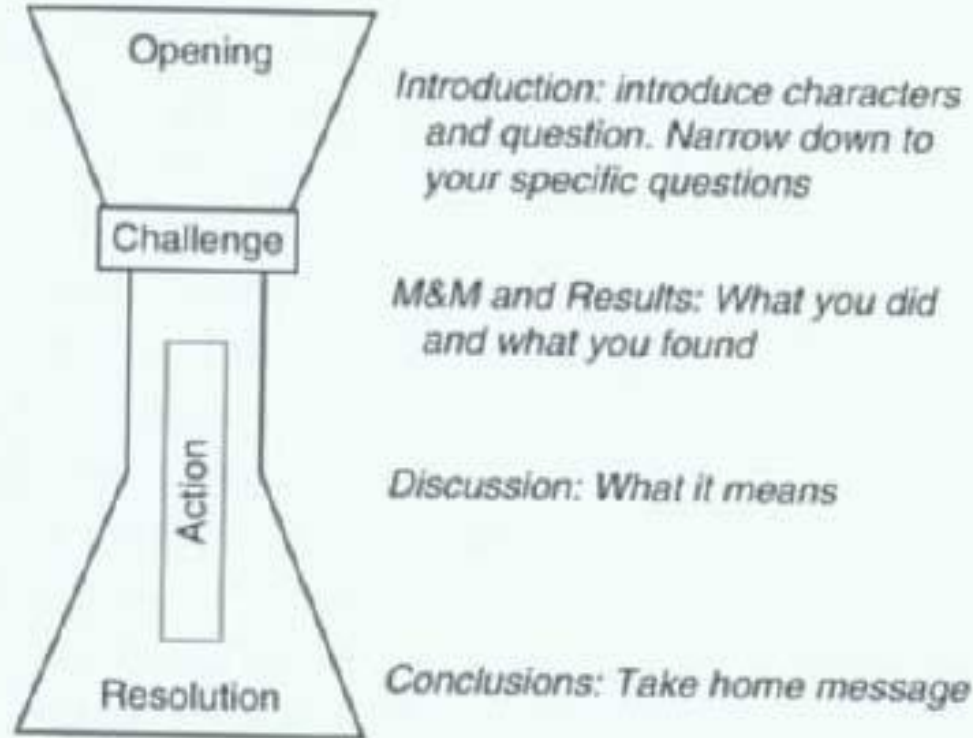 Opening
Introduction: introduce characters
and question. Narrow down to
your specific questions
Challenge
M&M and Results: What you did
and what you found
Action
Discussion: What it means
Resolution
Conclusions: Take home message